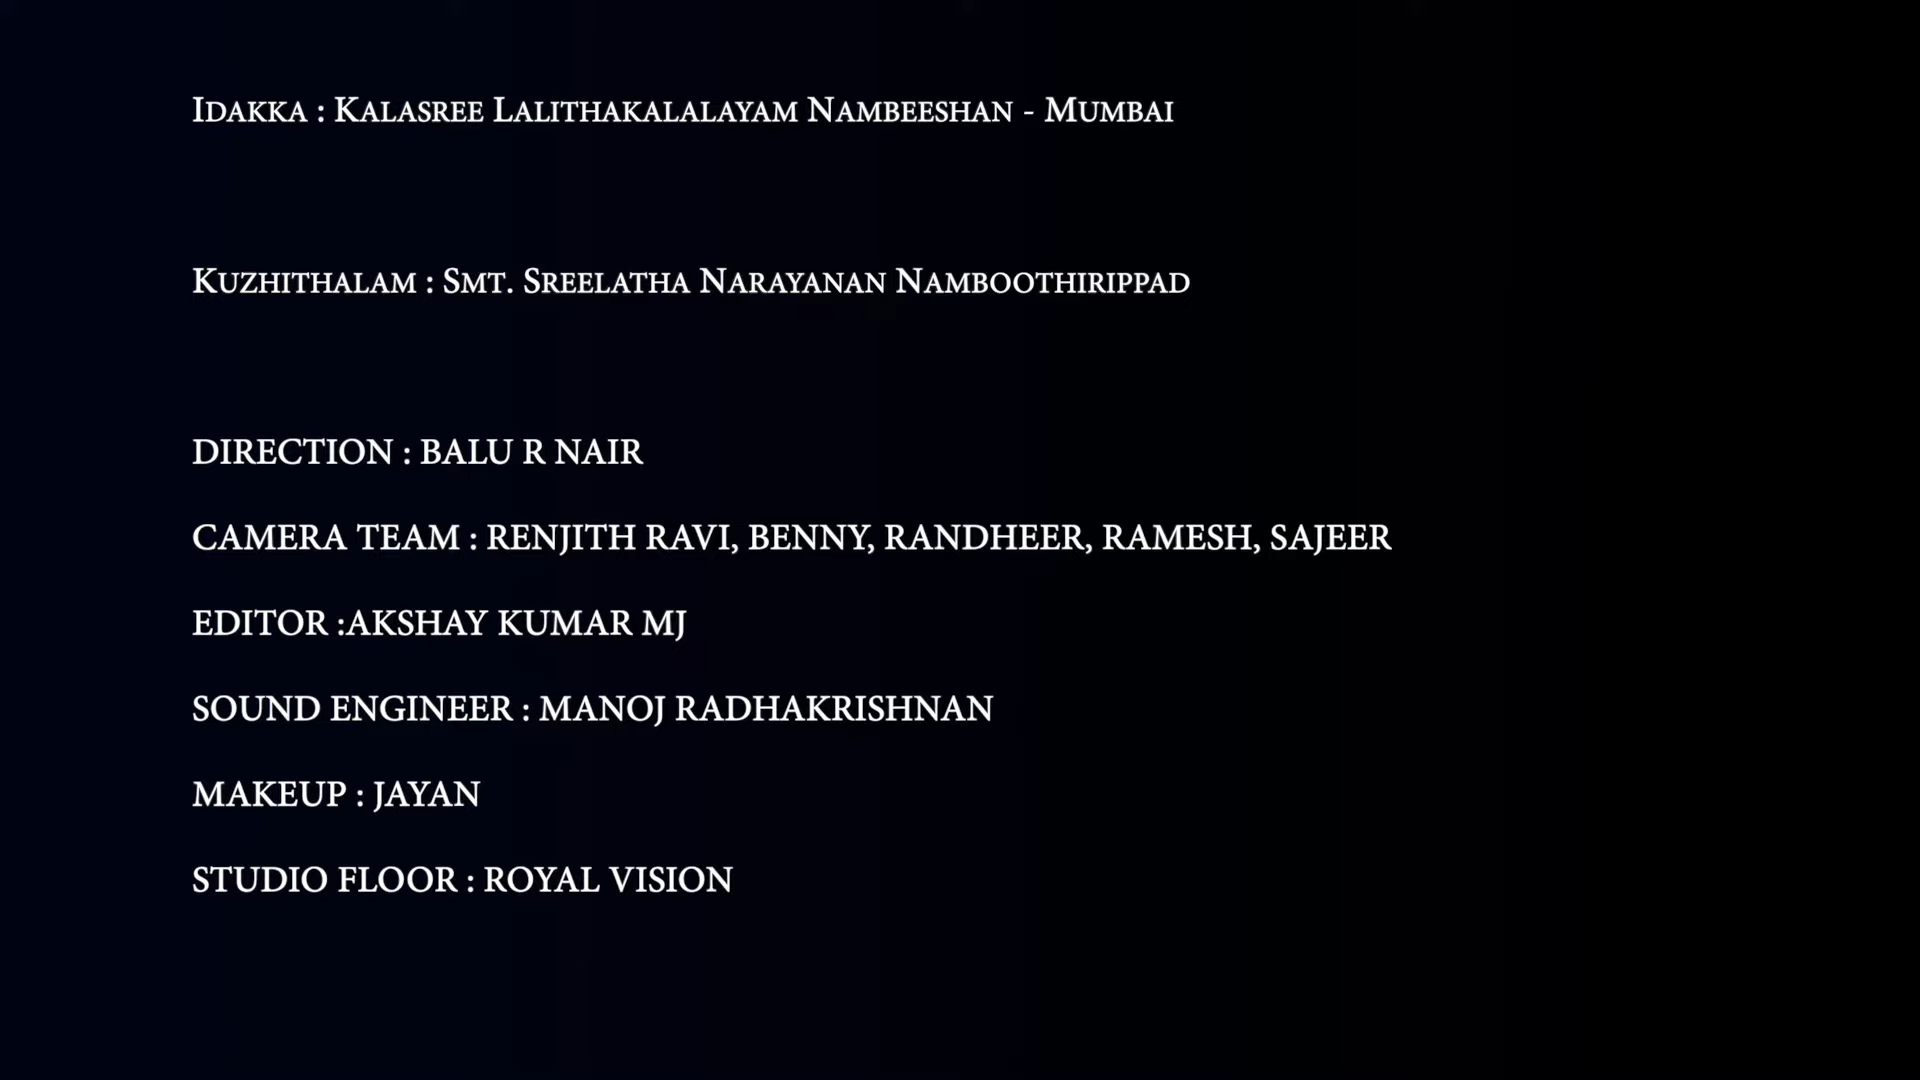 Idakka : Kalasree Lalithakalalayam Nambeeshan - Mumbai
Kuzhithalam : Smt. Sreelatha Narayanan Namboothirippad
DIRECTION : BALU R NAIR
CAMERA TEAM : RENJITH RAVI, BENNY, RANDHEER, RAMESH, SAJEER
EDITOR :AKSHAY KUMAR MJ
SOUND ENGINEER : MANOJ RADHAKRISHNAN
MAKEUP : JAYAN
STUDIO FLOOR : ROYAL VISION